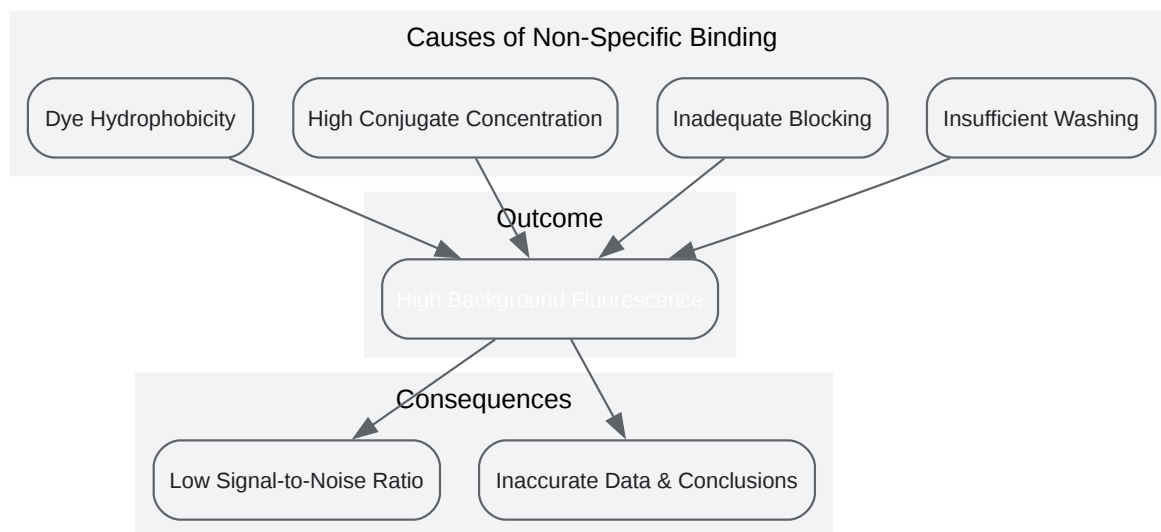 Causes of Non-Specific Binding
Dye Hydrophobicity
High Conjugate Concentration
Inadequate Blocking
Insufficient Washing
Outcome
High Background Fluorescence
Consequences
Low Signal-to-Noise Ratio
Inaccurate Data & Conclusions